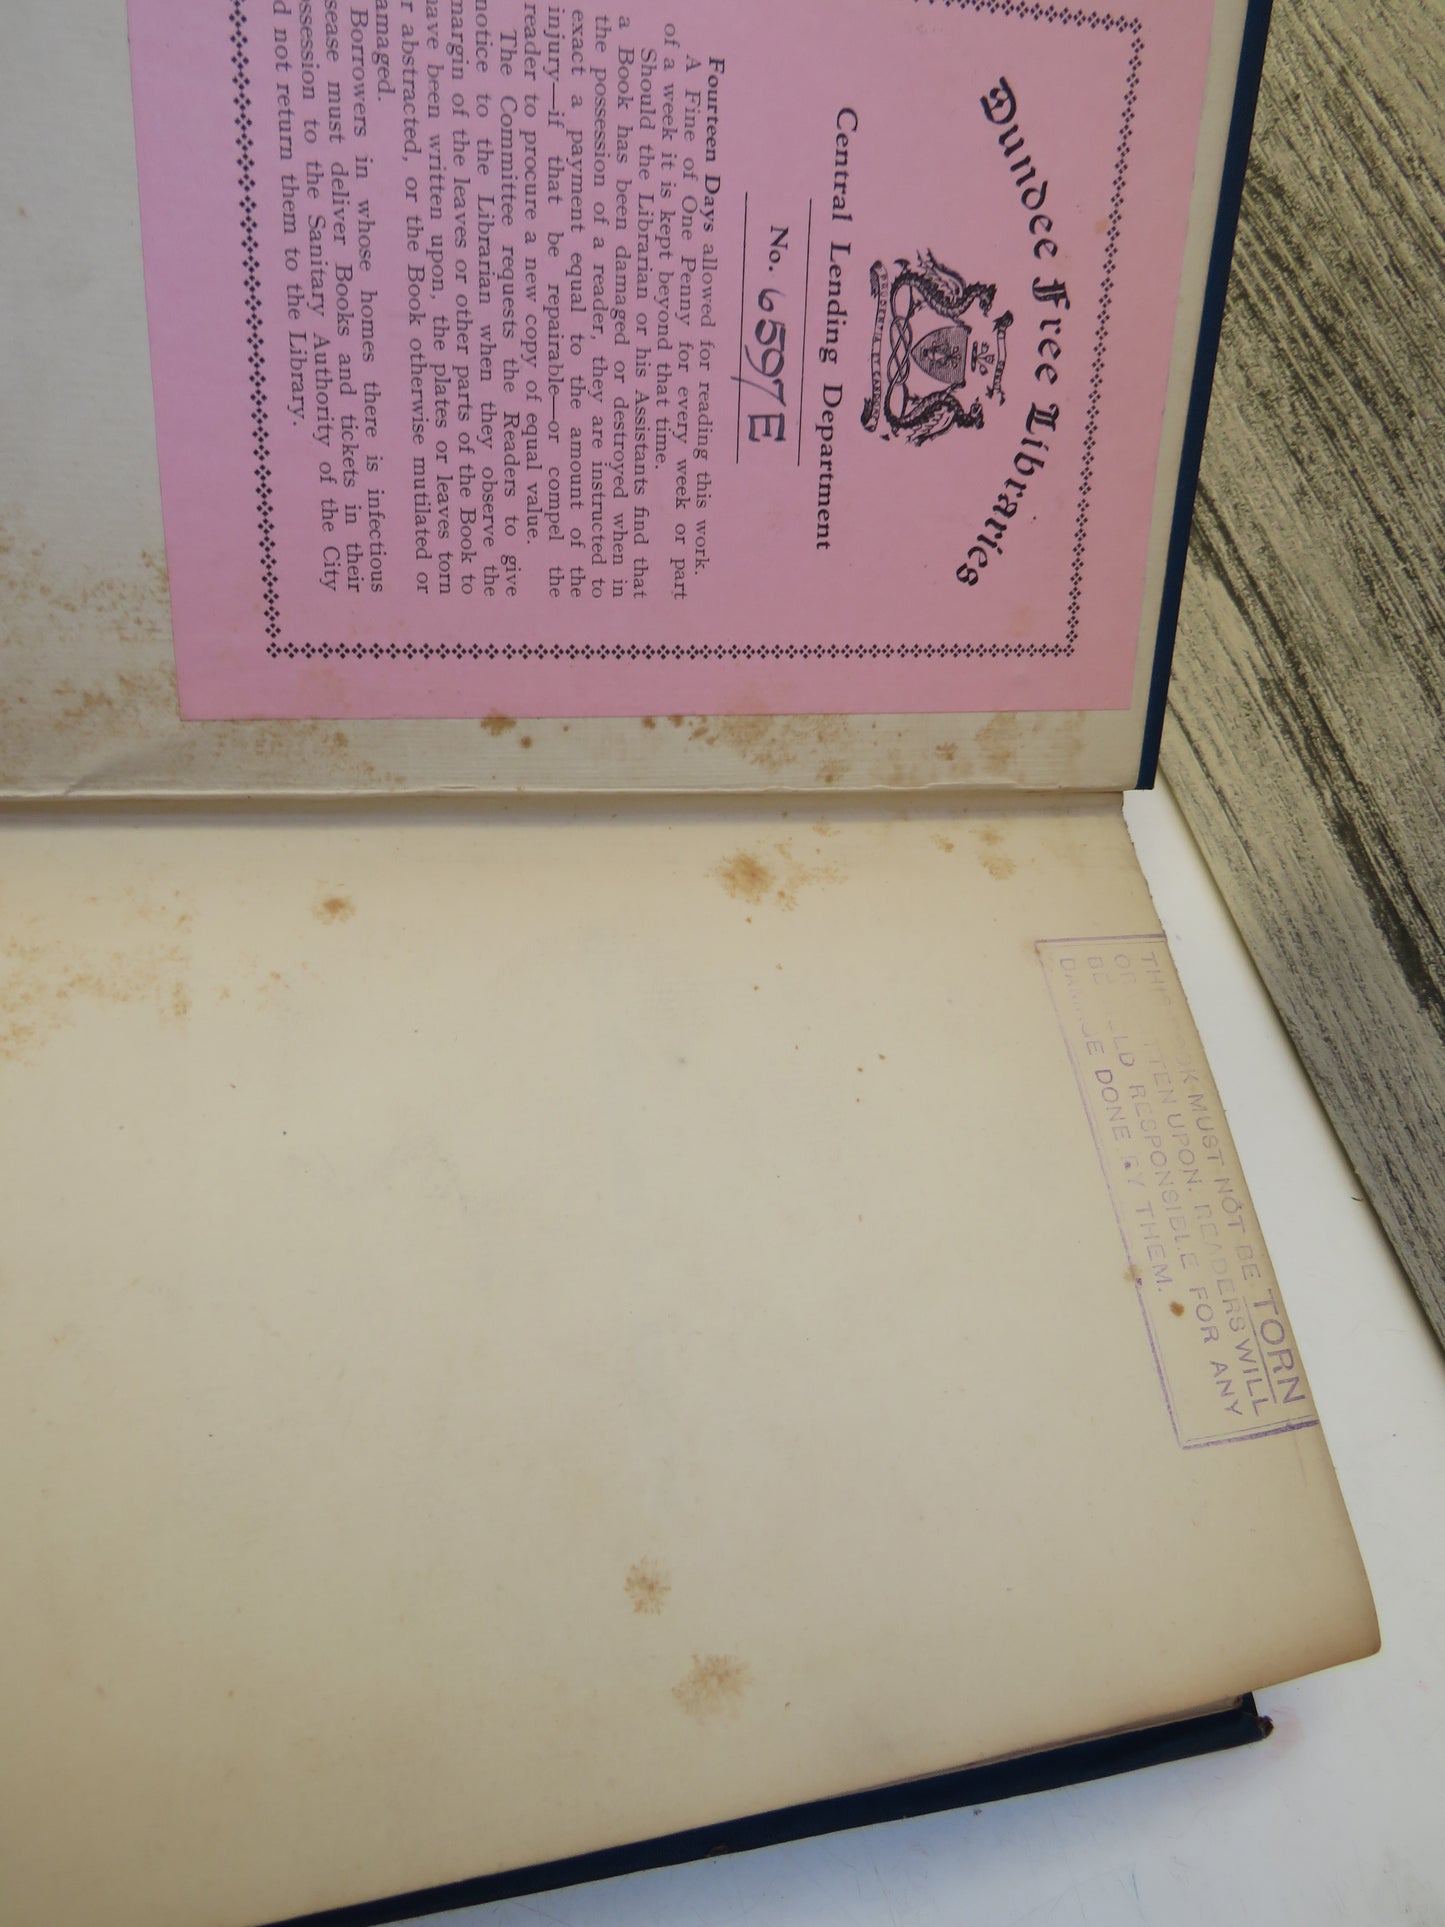 Dundee Free Libraries
Central Lending Department
No. 6597E
Fourteen Days allowed for reading this work.
A Fine of One Penny for every week or part
of a week it is kept beyond that time.
Should the Librarian or his Assistants find that
a Book has been damaged or destroyed when in
the possession of a reader, they are instructed to
exact a payment equal to the amount of the
injury—if that be repairable—or compel the
reader to procure a new copy of equal value.
The Committee requests the Readers to give
notice to the Librarian when they observe the
margin of the leaves or other parts of the Book to
have been written upon, the plates or leaves torn
or abstracted, or the Book otherwise mutilated or
amaged.
Borrowers in whose homes there is infectious
sease must deliver Books and tickets in their
ssession to the Sanitary Authority of the City
d not return them to the Library.
THIS BOOK MUST NOT BE TORN
OR WRITTEN UPON. READERS WILL
BE HELD RESPONSIBLE FOR ANY
DAMAGE DONE BY THEM.